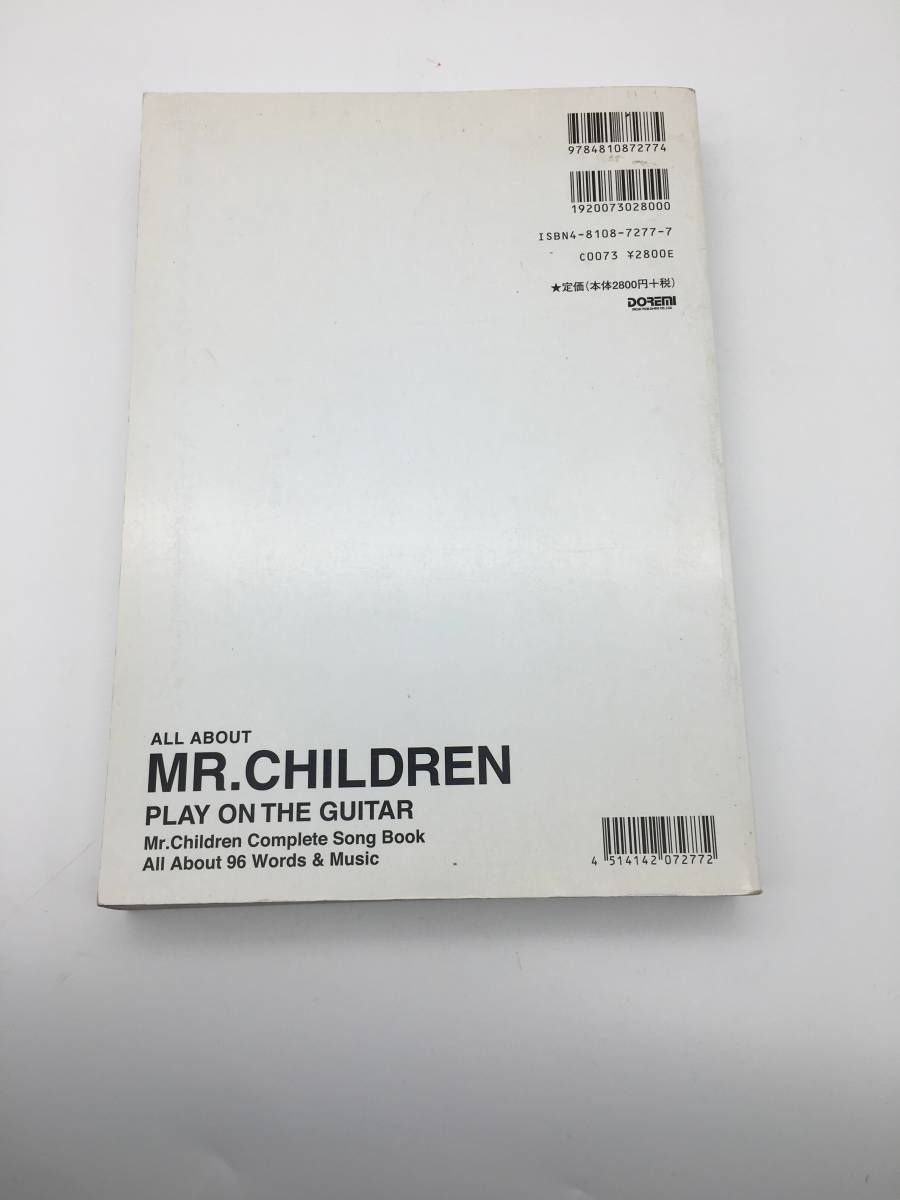 9784810872774
1920073028000
ISBN4-8108-7277-7
C0073 ¥2800E
★定価(本体2800円+税)
DOREMI
ALL ABOUT
MR.CHILDREN
PLAY ON THE GUITAR
Mr.Children Complete Song Book
All About 96 Words & Music
4 514142 072772